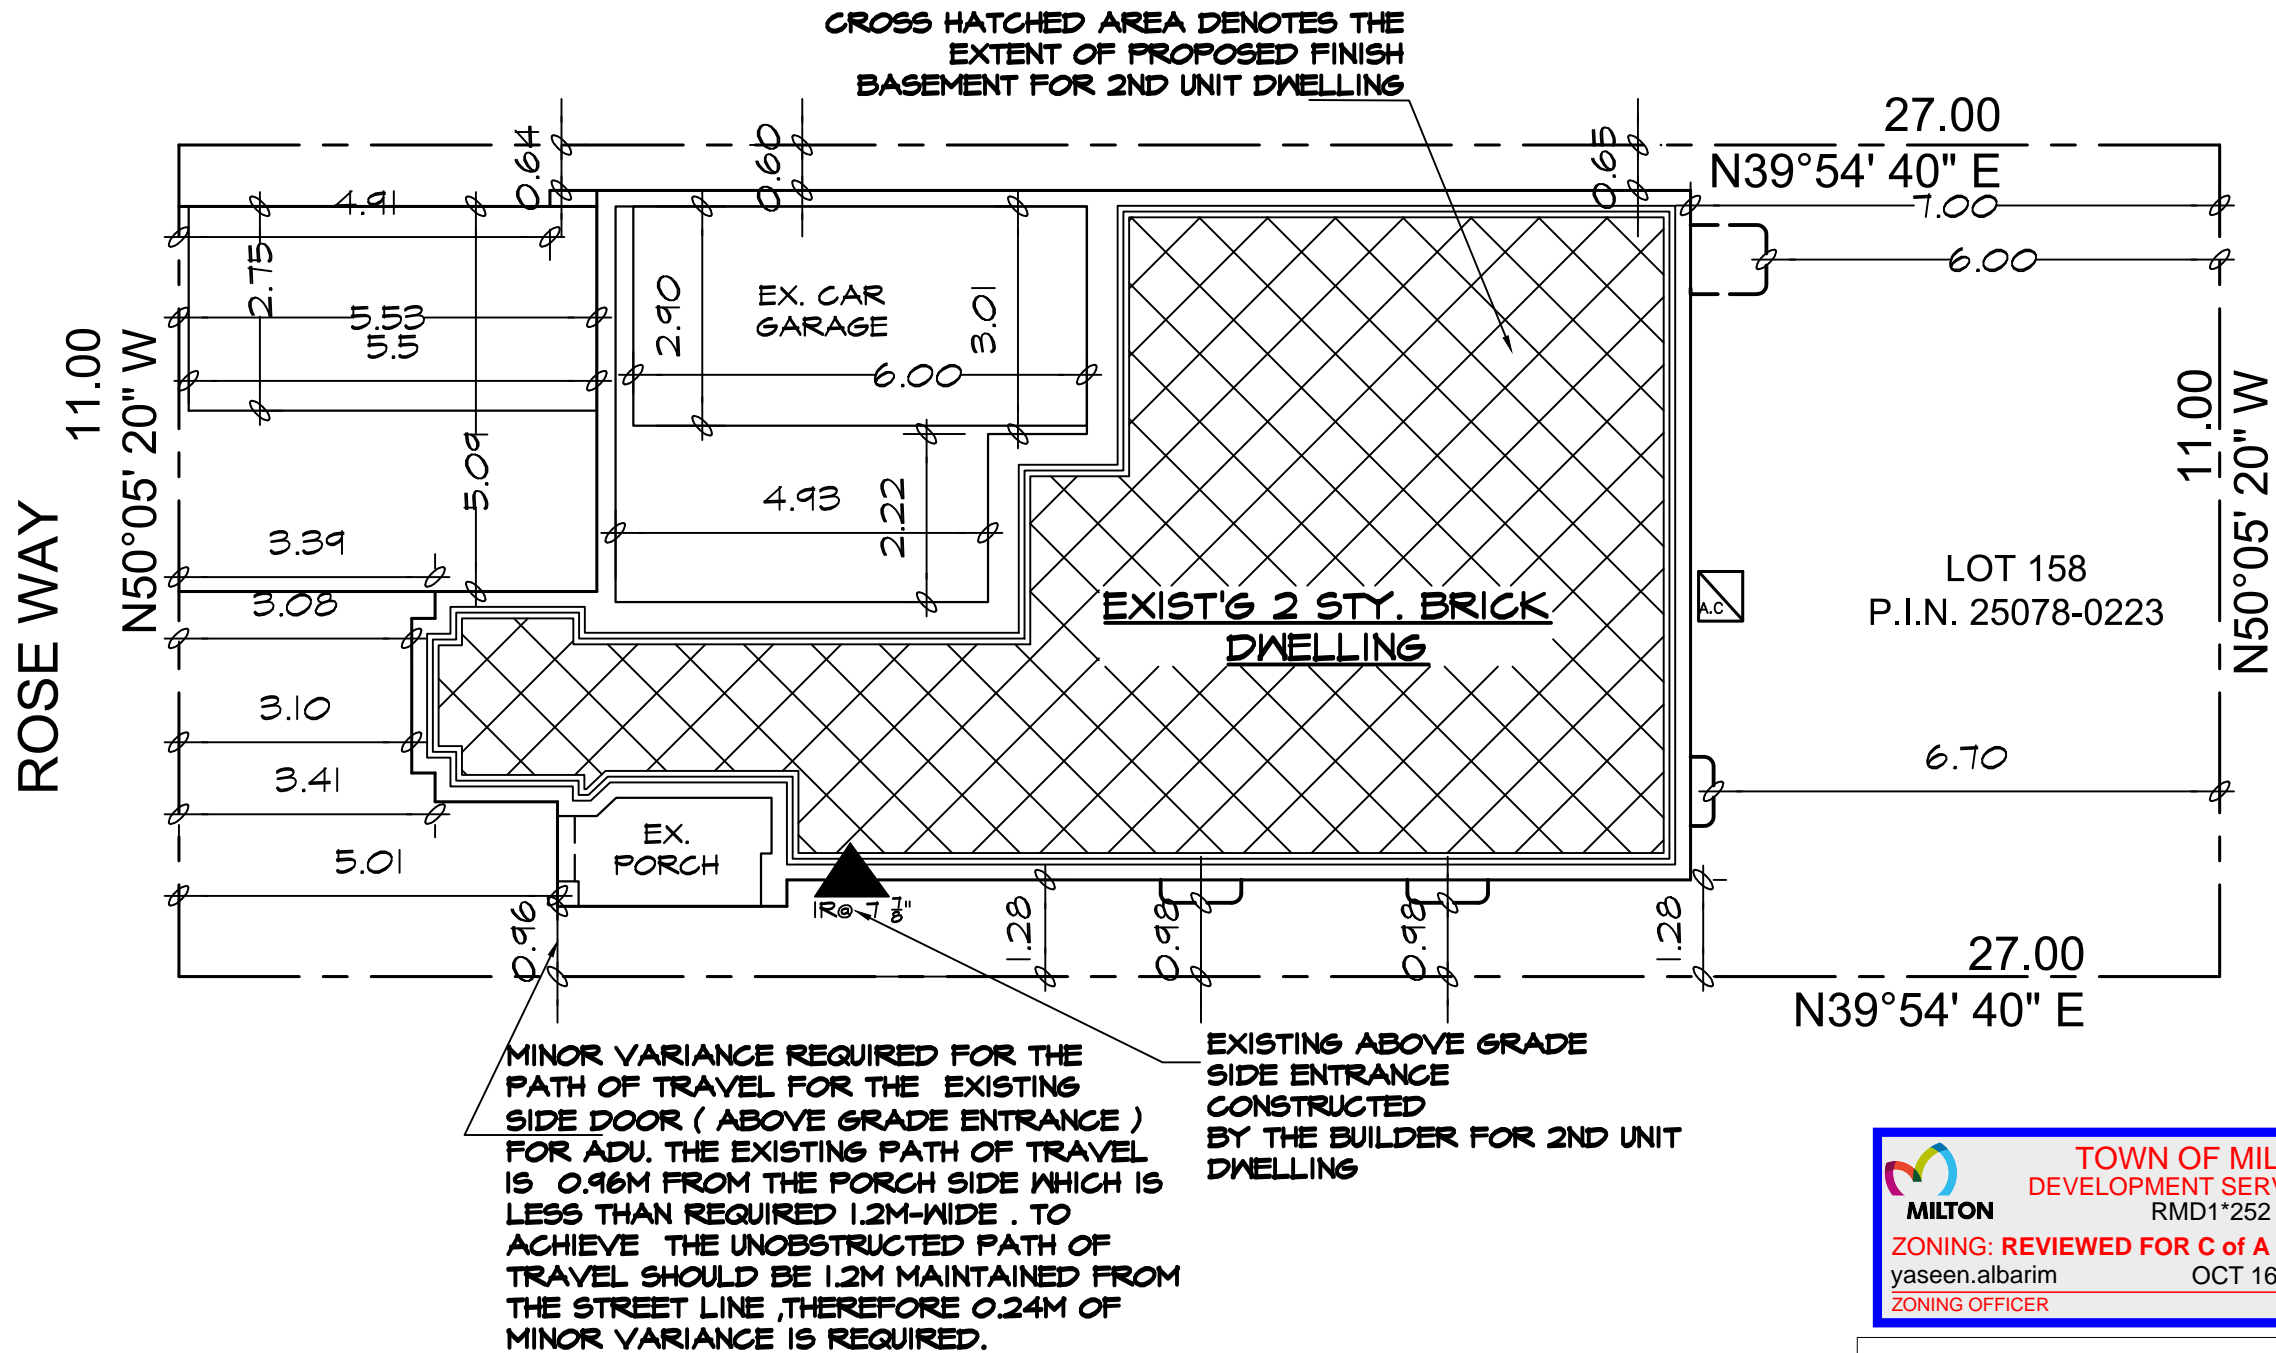 CROSS HATCHED AREA DENOTES THE
EXTENT OF PROPOSED FINISH
BASEMENT FOR 2ND UNIT DWELLING
27.00
N39°54' 40" E
0.64
0.60
0.65
4.91
7.00
6.00
2.75
5.53
5.5
2.90
EX. CAR
GARAGE
3.01
6.00
11.00
N50°05' 20" W
ROSE WAY
5.09
4.93
2.22
3.39
3.08
3.10
3.41
5.01
EXIST'G 2 STY. BRICK
DWELLING
A.C
LOT 158
P.I.N. 25078-0223
11.00
N50°05' 20" W
6.70
EX.
PORCH
1R@ 7 7/8"
0.96
1.28
0.98
0.98
1.28
27.00
N39°54' 40" E
MINOR VARIANCE REQUIRED FOR THE
PATH OF TRAVEL FOR THE EXISTING
SIDE DOOR ( ABOVE GRADE ENTRANCE )
FOR ADU. THE EXISTING PATH OF TRAVEL
IS 0.96M FROM THE PORCH SIDE WHICH IS
LESS THAN REQUIRED 1.2M-WIDE . TO
ACHIEVE THE UNOBSTRUCTED PATH OF
TRAVEL SHOULD BE 1.2M MAINTAINED FROM
THE STREET LINE ,THEREFORE 0.24M OF
MINOR VARIANCE IS REQUIRED.
EXISTING ABOVE GRADE
SIDE ENTRANCE
CONSTRUCTED
BY THE BUILDER FOR 2ND UNIT
DWELLING
MILTON
TOWN OF MIL
DEVELOPMENT SERV
RMD1*252
ZONING: REVIEWED FOR C of A
yaseen.albarim OCT 16
ZONING OFFICER